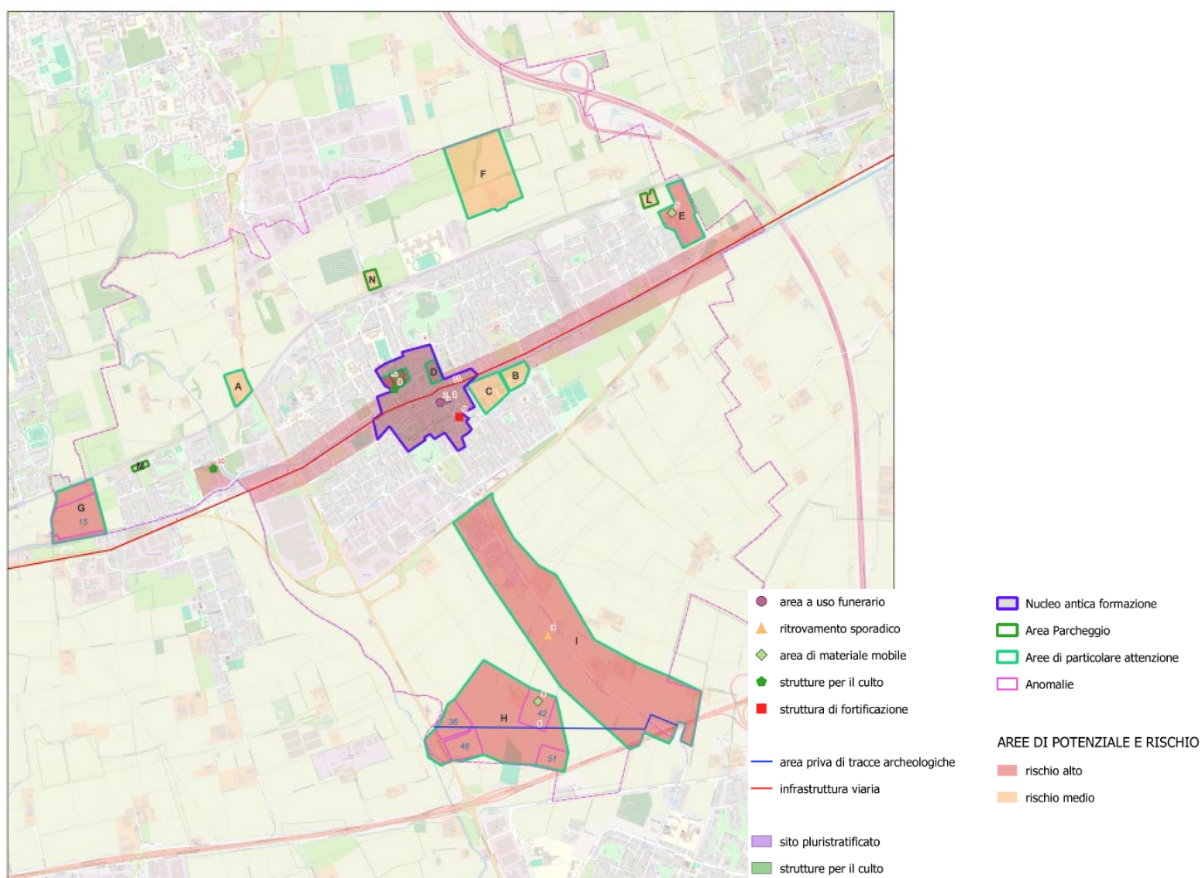 F
L
E
N
D
B
A
C
G
15
I
H
36
42
48
51
area a uso funerario
ritrovamento sporadico
area di materiale mobile
strutture per il culto
struttura di fortificazione
area priva di tracce archeologiche
infrastruttura viaria
sito pluristratificato
strutture per il culto
Nucleo antica formazione
Area Parcheggio
Aree di particolare attenzione
Anomalie
AREE DI POTENZIALE E RISCHIO
rischio alto
rischio medio